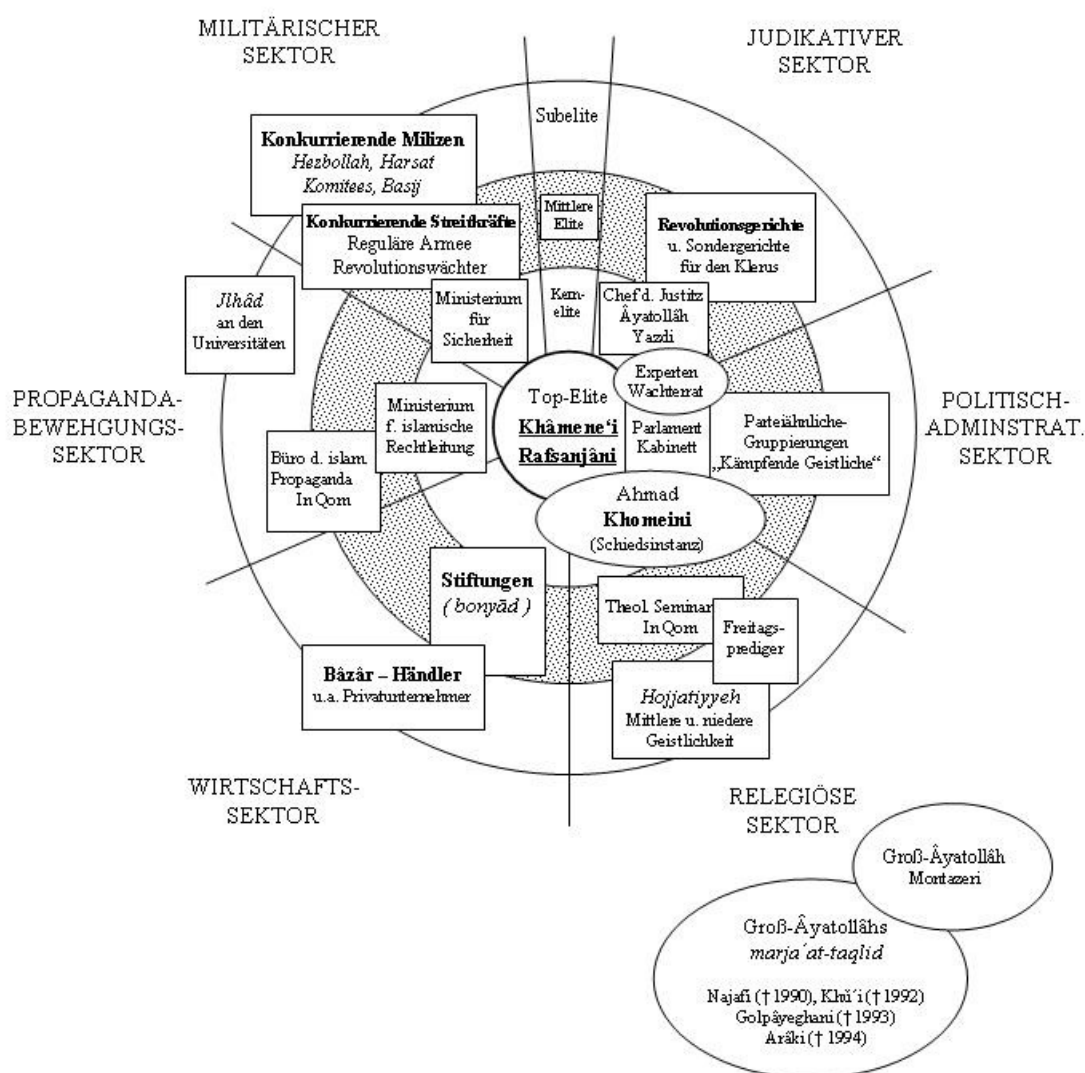 MILITÄRISCHER
SEKTOR
JUDIKATIVER
SEKTOR
Subelite
Konkurrierende Milizen
Hezbollah, Harsat
Komitees, Basij
Mittlere
Elite
Konkurrierende Streitkräfte
Reguläre Armee
Revolutionswächter
Revolutionsgerichte
u. Sondergerichte
für den Klerus
Jlhâd
an den
Universitäten
Ministerium
für
Sicherheit
Kern-
elite
Chef d. Justitz
Âyatollâh
Yazdi
Experten
Wachterrat
PROPAGANDA-
BEWEHGUNGS-
SEKTOR
Ministerium
f. islamische
Rechtleitung
Top-Elite
Khâmene‘i
Rafsanjâni
Parlament
Kabinett
Parteiähnliche-
Gruppierungen
„Kämpfende Geistliche“
POLITISCH-
ADMINSTRAT.
SEKTOR
Büro d. islam.
Propaganda
In Qom
Ahmad
Khomeini
(Schiedsinstanz)
Stiftungen
( bonyād )
Theol. Seminar
In Qom
Freitags-
prediger
Bâzâr – Händler
u.a. Privatunternehmer
Hojjatiyyeh
Mittlere u. niedere
Geistlichkeit
WIRTSCHAFTS-
SEKTOR
RELEGIÖSE
SEKTOR
Groß-Âyatollâh
Montazeri
Groß-Âyatollâhs
marja´at-taqlid
Najafi († 1990), Khŭ´i († 1992)
Golpâyeghani († 1993)
Arâki († 1994)